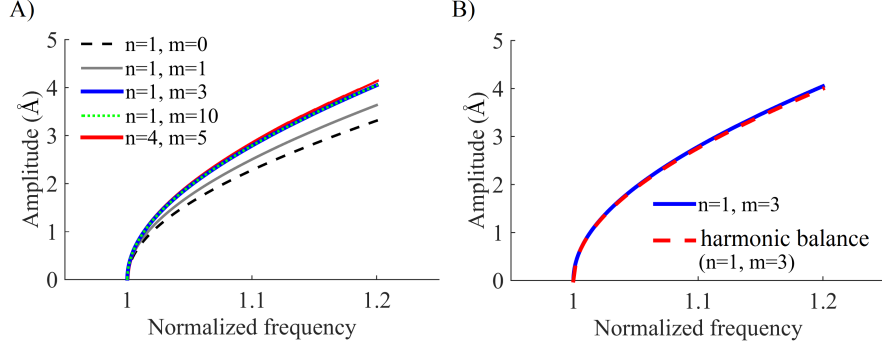 A)
5
4
3
2
1
0
Amplitude (Å)
n=1, m=0
n=1, m=1
n=1, m=3
n=1, m=10
n=4, m=5
1
1.1
1.2
Normalized frequency
B)
5
4
3
2
1
0
Amplitude (Å)
n=1, m=3
harmonic balance
(n=1, m=3)
1
1.1
1.2
Normalized frequency